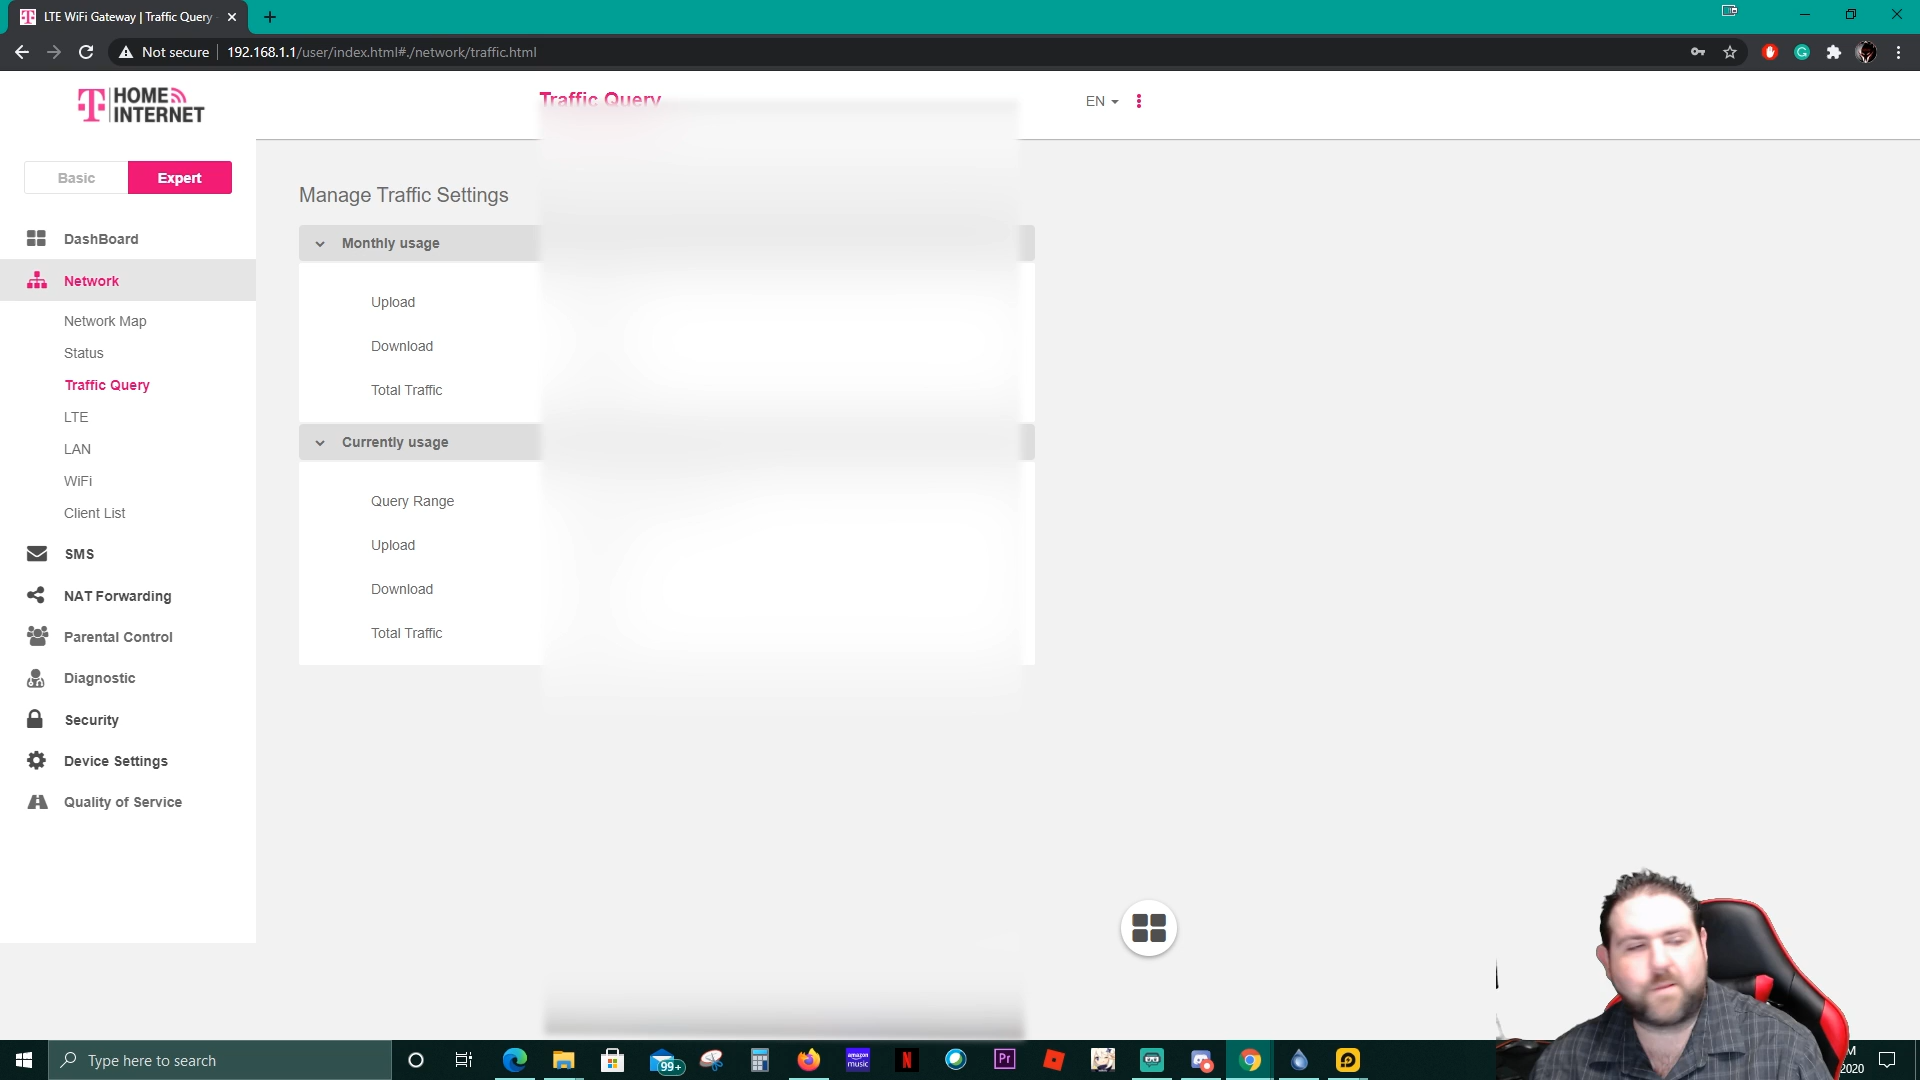 LTE WiFi Gateway | Traffic Query
Not secure
192.168.1.1/user/index.html#./network/traffic.html
T HOME INTERNET
Traffic Query
EN
Basic
Expert
Manage Traffic Settings
DashBoard
Monthly usage
Network
Upload
Network Map
Download
Status
Traffic Query
Total Traffic
LTE
Currently usage
LAN
WiFi
Query Range
Client List
Upload
SMS
Download
NAT Forwarding
Total Traffic
Parental Control
Diagnostic
Security
Device Settings
Quality of Service
Type here to search
99+
amazon music
N
Pr
M
2020